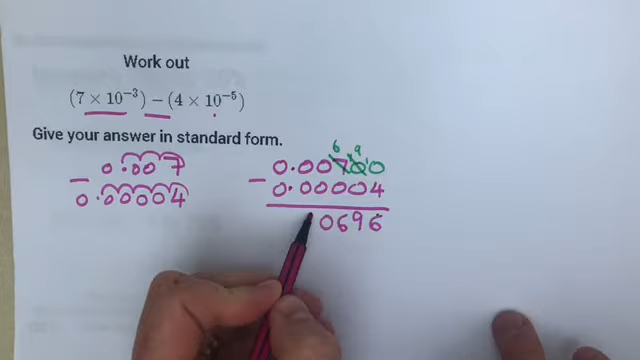 Work out
(7 × 10⁻³) − (4 × 10⁻⁵)
Give your answer in standard form.
0.007
− 0.00004
6 9 1
0.00700
− 0.00004
0696